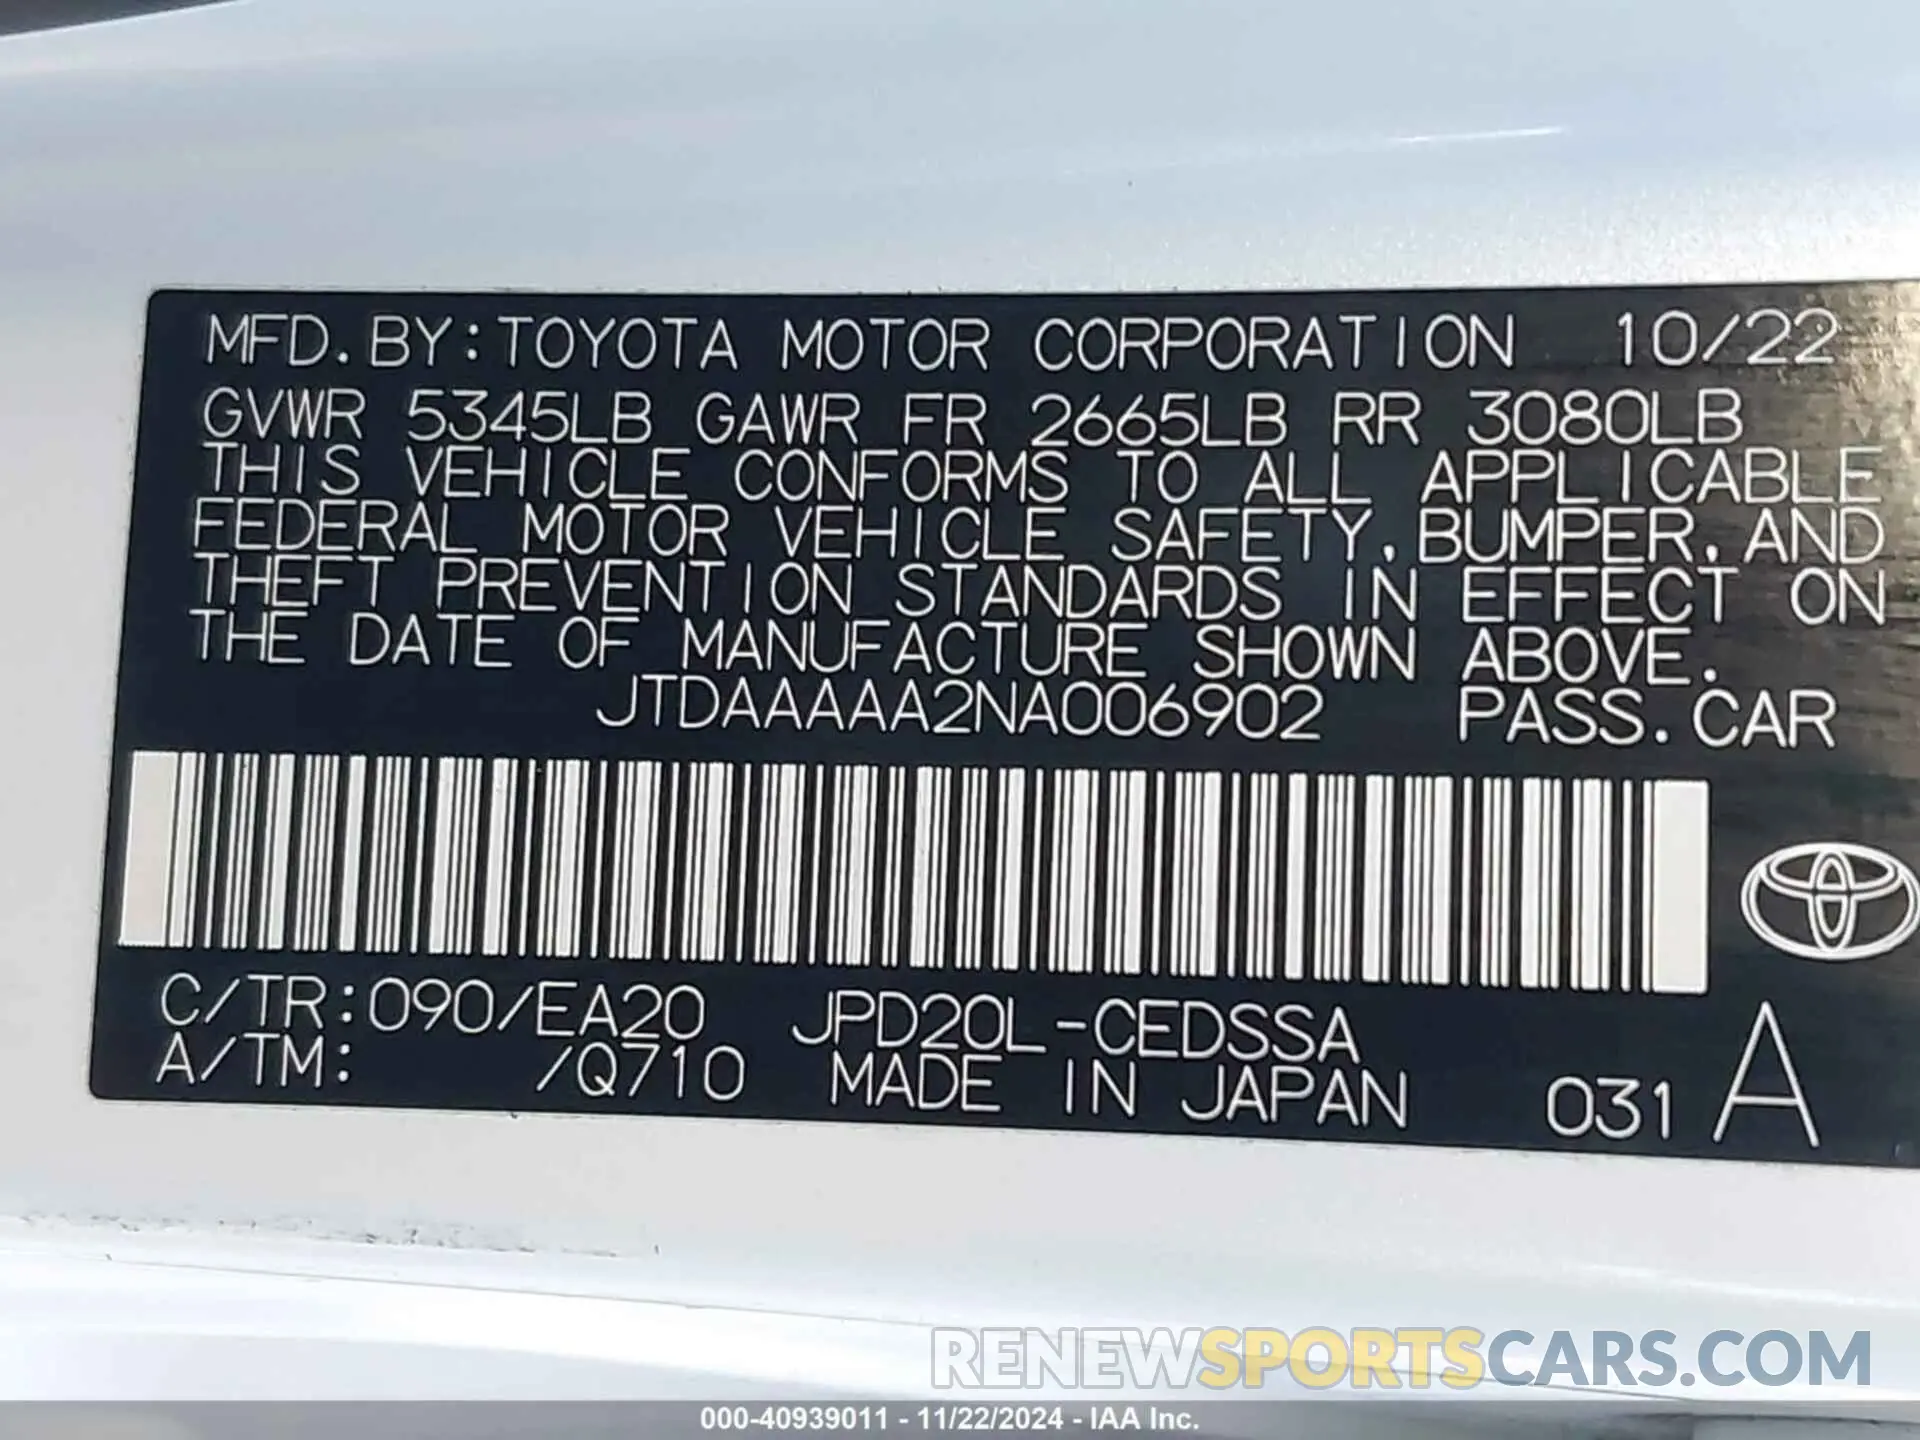 MFD. BY: TOYOTA MOTOR CORPORATION 10/22
GVWR 5345LB GAWR FR 2665LB RR 3080LB
THIS VEHICLE CONFORMS TO ALL APPLICABLE
FEDERAL MOTOR VEHICLE SAFETY, BUMPER, AND
THEFT PREVENTION STANDARDS IN EFFECT ON
THE DATE OF MANUFACTURE SHOWN ABOVE.
JTDAAAAA2NA006902 PASS. CAR
C/TR: 090/EA20 JPD20L-CEDSSA
A/TM: /Q710 MADE IN JAPAN 031 A
RENEWSPORTSCARS.COM
000-40939011 - 11/22/2024 - IAA Inc.